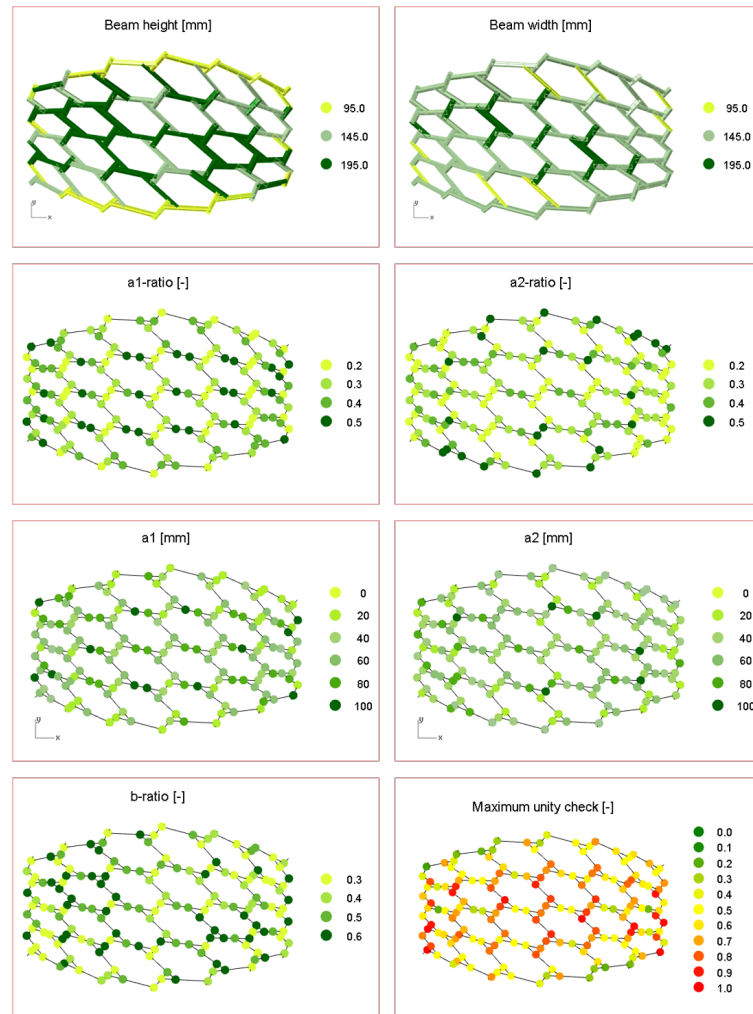 Beam height [mm]
95.0
145.0
195.0
y
x
Beam width [mm]
95.0
145.0
195.0
y
x
a1-ratio [-]
0.2
0.3
0.4
0.5
a2-ratio [-]
0.2
0.3
0.4
0.5
a1 [mm]
0
20
40
60
80
100
y
x
a2 [mm]
0
20
40
60
80
100
y
x
b-ratio [-]
0.3
0.4
0.5
0.6
Maximum unity check [-]
0.0
0.1
0.2
0.3
0.4
0.5
0.6
0.7
0.8
0.9
1.0